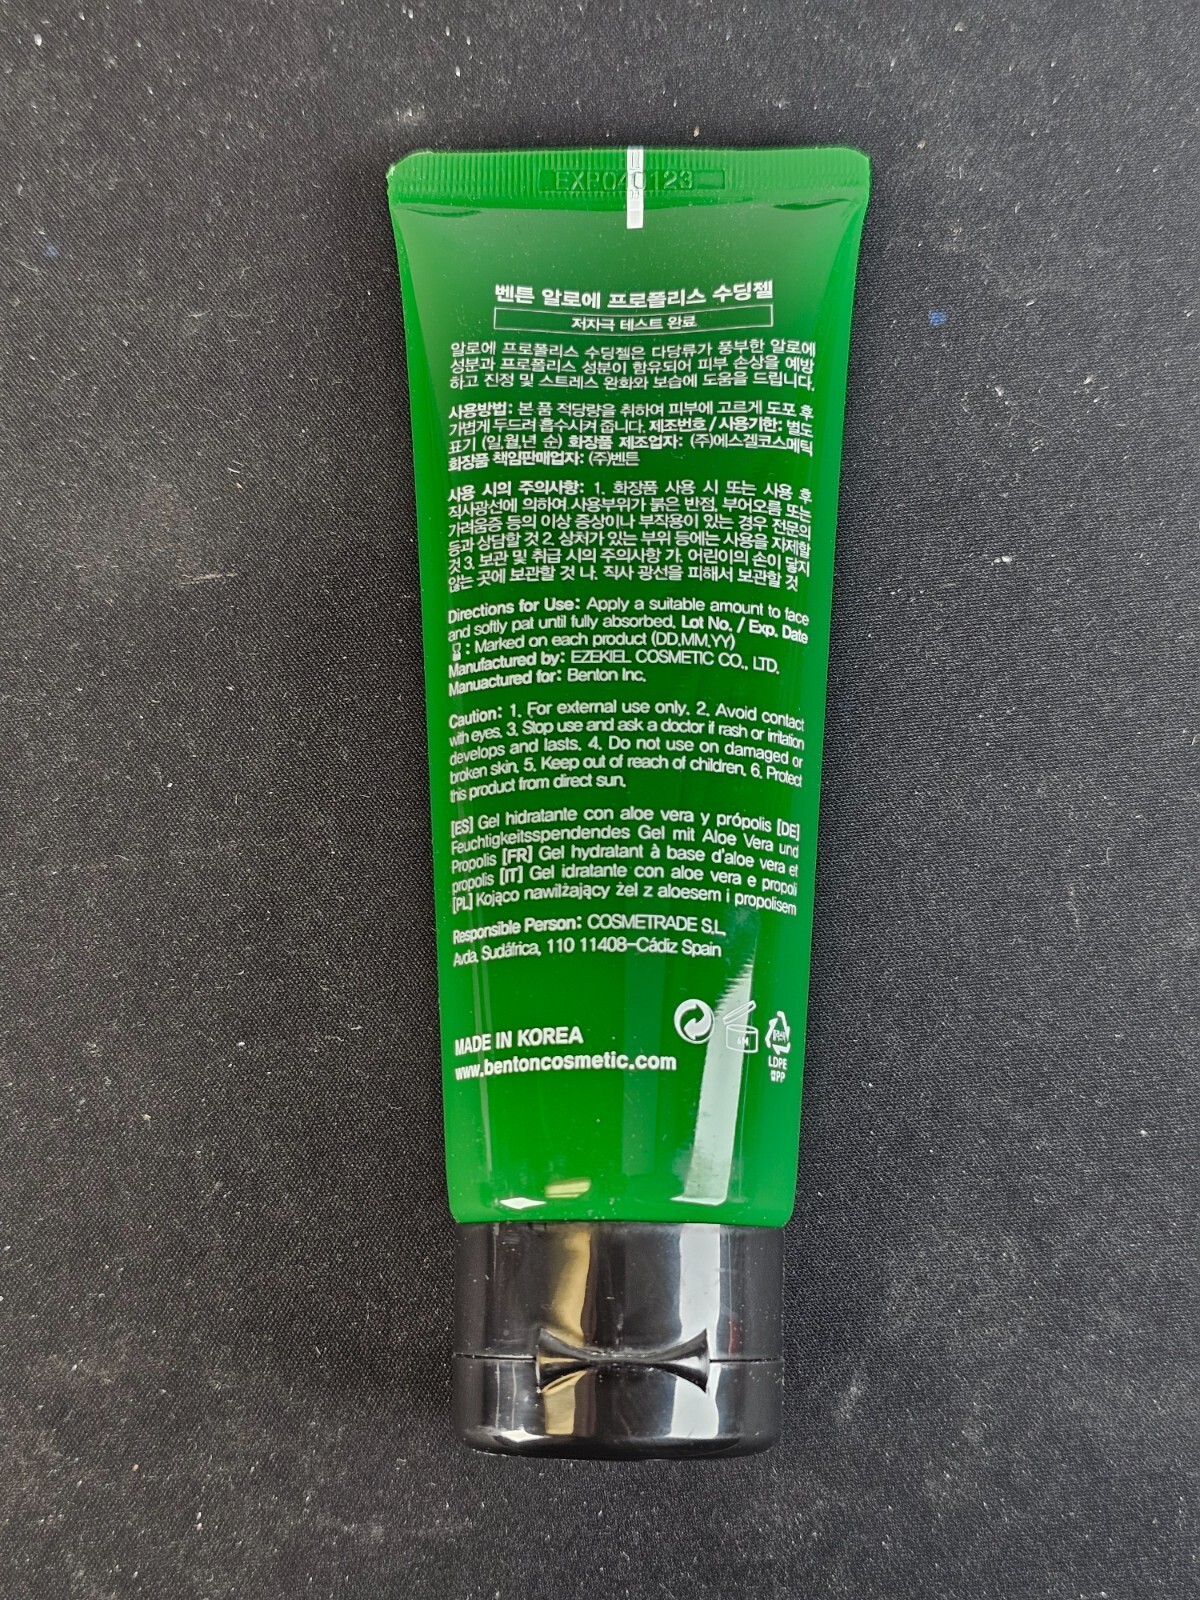 EXP040123
벤튼 알로에 프로폴리스 수딩젤
저자극 테스트 완료
알로에 프로폴리스 수딩젤은 다당류가 풍부한 알로에
성분과 프로폴리스 성분이 함유되어 피부 손상을 예방
하고 진정 및 스트레스 완화와 보습에 도움을 드립니다.
사용방법: 본 품 적당량을 취하여 피부에 고르게 도포 후
가볍게 두드려 흡수시켜 줍니다. 제조번호 / 사용기한: 별도
표기 (일,월,년 순) 화장품 제조업자: (주)에스겔코스메틱
화장품 책임판매업자: (주)벤튼
사용 시의 주의사항: 1. 화장품 사용 시 또는 사용 후
직사광선에 의하여 사용부위가 붉은 반점, 부어오름 또는
가려움증 등의 이상 증상이나 부작용이 있는 경우 전문의
등과 상담할 것 2. 상처가 있는 부위 등에는 사용을 자제할
것 3. 보관 및 취급 시의 주의사항 가. 어린이의 손이 닿지
않는 곳에 보관할 것 나. 직사 광선을 피해서 보관할 것
Directions for Use: Apply a suitable amount to face
and softly pat until fully absorbed. Lot No. / Exp. Date
: Marked on each product (DD.MM.YY)
Manufactured by: EZEKIEL COSMETIC CO., LTD.
Manuactured for: Benton Inc.
Caution: 1. For external use only. 2. Avoid contact
with eyes. 3. Stop use and ask a doctor if rash or irritation
develops and lasts. 4. Do not use on damaged or
broken skin. 5. Keep out of reach of children. 6. Protect
this product from direct sun.
[ES] Gel hidratante con aloe vera y própolis [DE]
Feuchtigkeitsspendendes Gel mit Aloe Vera und
Propolis [FR] Gel hydratant à base d'aloe vera et
propolis [IT] Gel idratante con aloe vera e propoli
[PL] Kojąco nawilżający żel z aloesem i propolisem
Responsible Person: COSMETRADE S.L.
Avda. Sudáfrica, 110 11408-Cádiz Spain
MADE IN KOREA
www.bentoncosmetic.com
6M
LDPE
PP